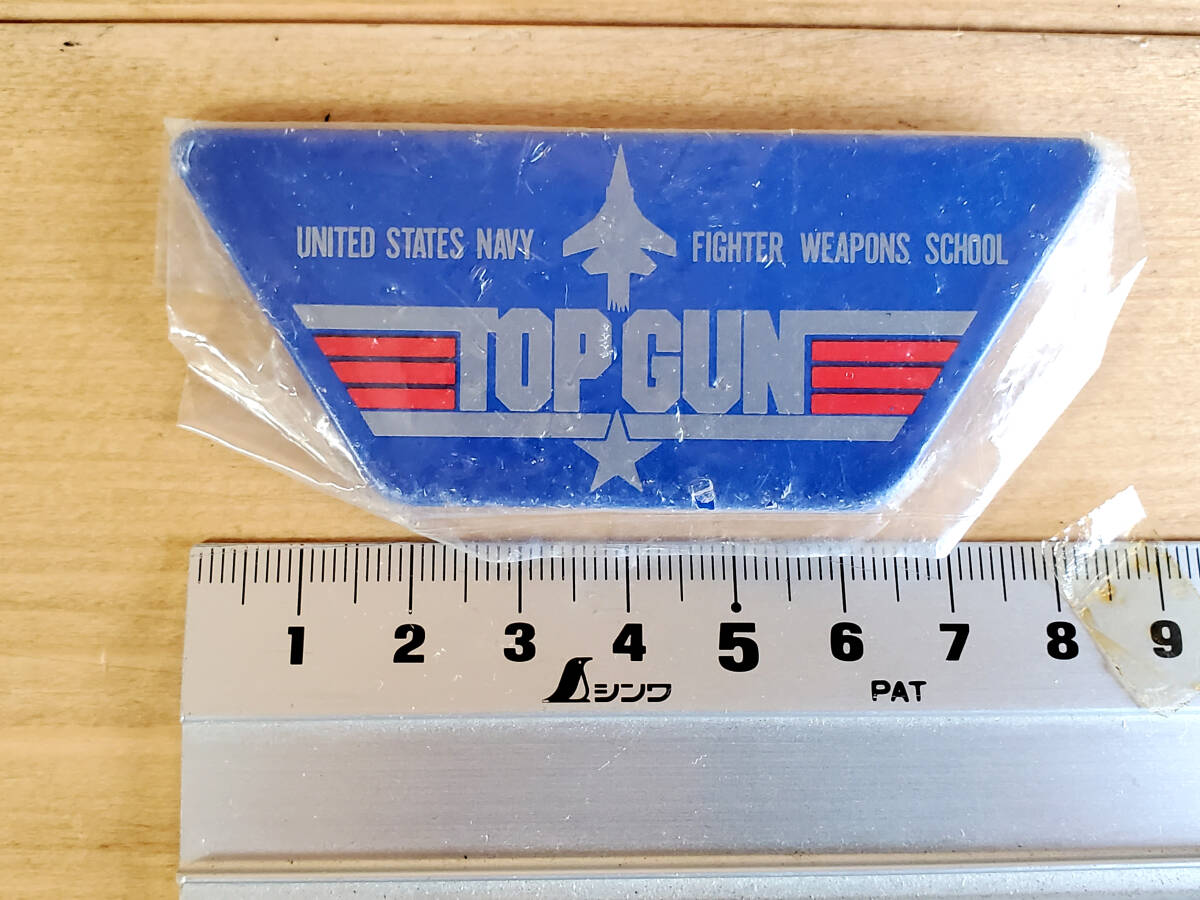 UNITED STATES NAVY FIGHTER WEAPONS SCHOOL
TOP GUN
1 2 3 4 5 6 7 8 9
シンワ PAT